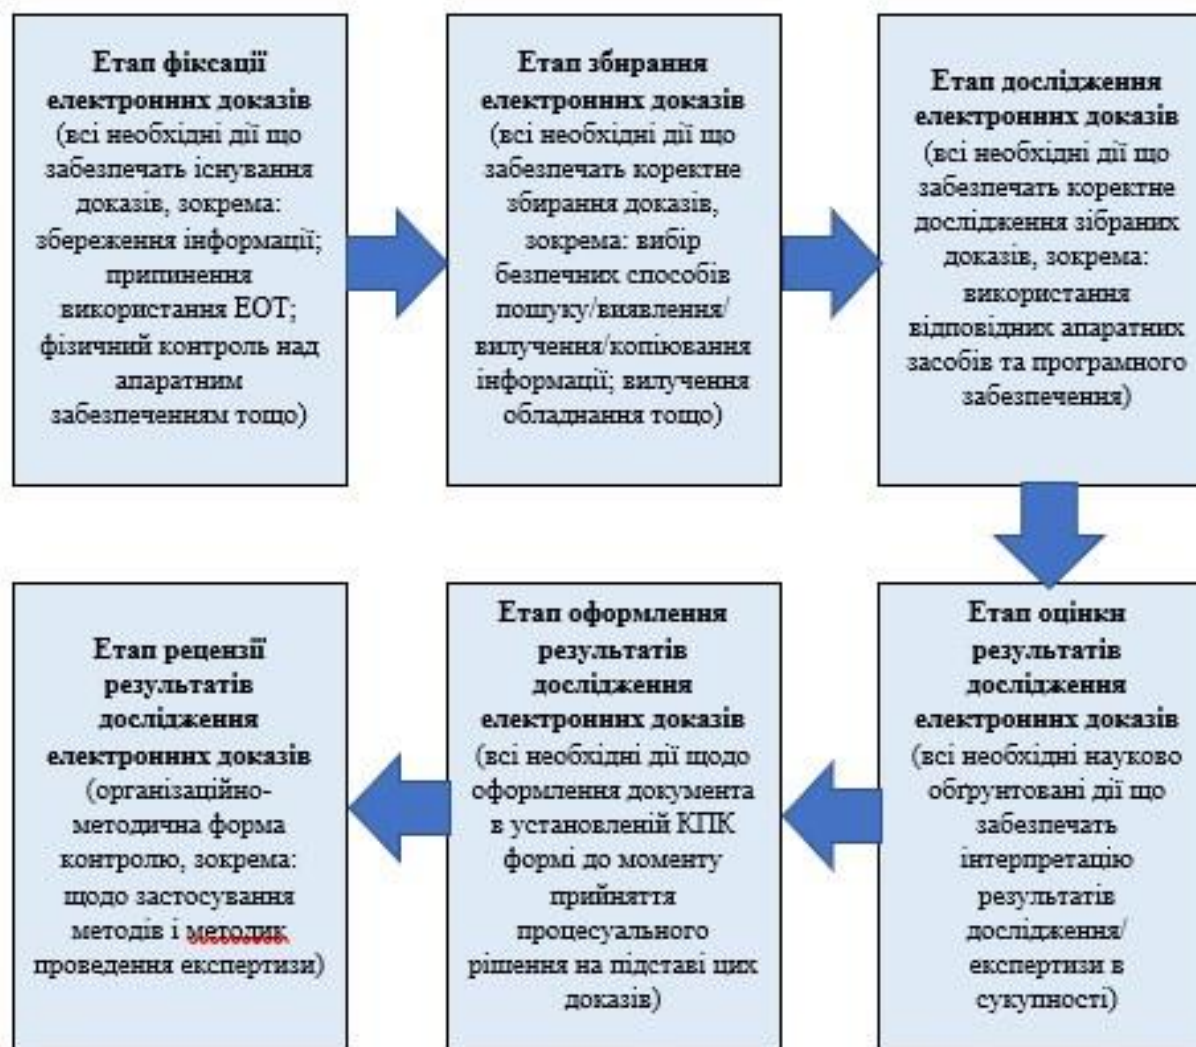 Етап фіксації
електронних доказів
(всі необхідні дії що
забезпечать існування
доказів, зокрема:
збереження інформації;
припинення
використання ЕОТ;
фізичний контроль над
апаратним
забезпеченням тощо)
Етап збирання
електронних доказів
(всі необхідні дії що
забезпечать коректне
збирання доказів,
зокрема: вибір
безпечних способів
пошуку/виявлення/
вилучення/копіювання
інформації; вилучення
обладнання тощо)
Етап дослідження
електронних доказів
(всі необхідні дії що
забезпечать коректне
дослідження зібраних
доказів, зокрема:
використання
відповідних апаратних
засобів та програмного
забезпечення)
Етап оцінки
результатів
дослідження
електронних доказів
(всі необхідні науково
обґрунтовані дії що
забезпечать
інтерпретацію
результатів
дослідження/
експертизи в
сукупності)
Етап оформлення
результатів
дослідження
електронних доказів
(всі необхідні дії щодо
оформлення документа
в установленій КПК
формі до моменту
прийняття
процесуального
рішення на підставі цих
доказів)
Етап рецензії
результатів
дослідження
електронних доказів
(організаційно-
методична форма
контролю, зокрема:
щодо застосування
методів і методик
проведення експертизи)